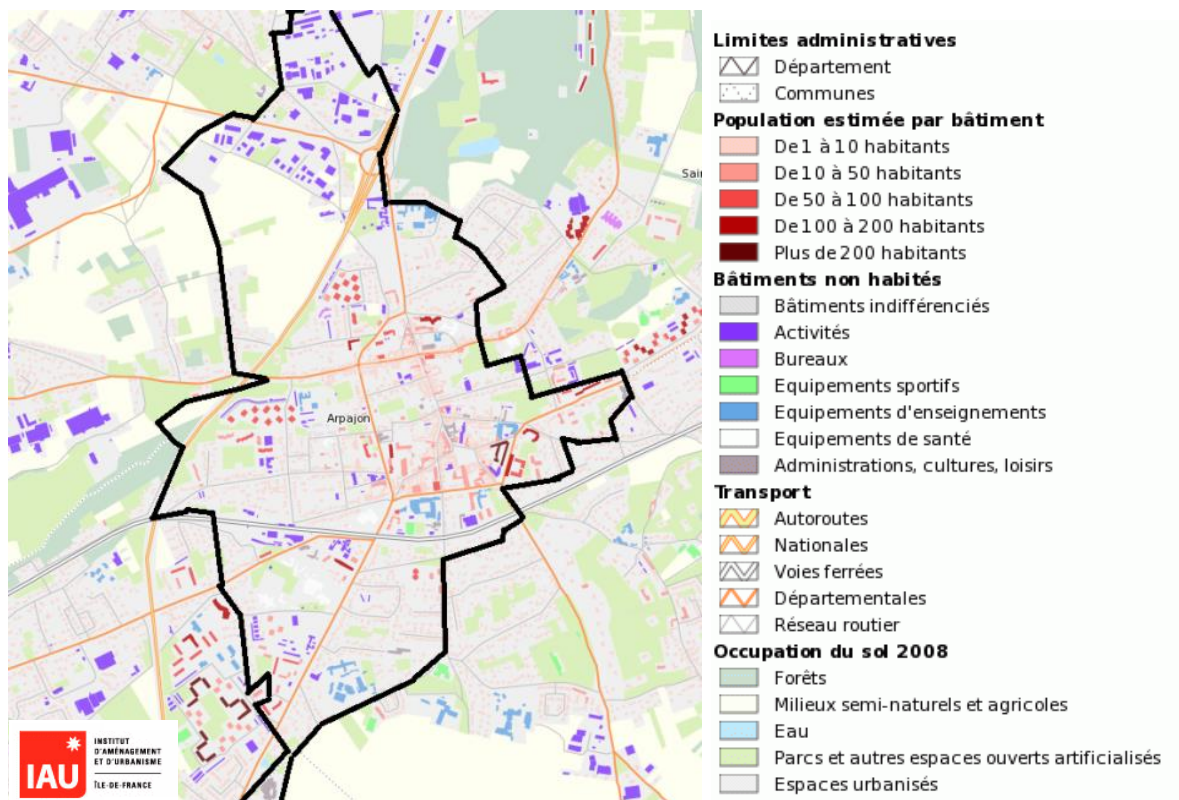 Sain
Arpajon
IAU
INSTITUT
D'AMÉNAGEMENT
ET D'URBANISME
ÎLE-DE-FRANCE
Limites administratives
Département
Communes
Population estimée par bâtiment
De 1 à 10 habitants
De 10 à 50 habitants
De 50 à 100 habitants
De 100 à 200 habitants
Plus de 200 habitants
Bâtiments non habités
Bâtiments indifférenciés
Activités
Bureaux
Equipements sportifs
Equipements d'enseignements
Equipements de santé
Administrations, cultures, loisirs
Transport
Autoroutes
Nationales
Voies ferrées
Départementales
Réseau routier
Occupation du sol 2008
Forêts
Milieux semi-naturels et agricoles
Eau
Parcs et autres espaces ouverts artificialisés
Espaces urbanisés